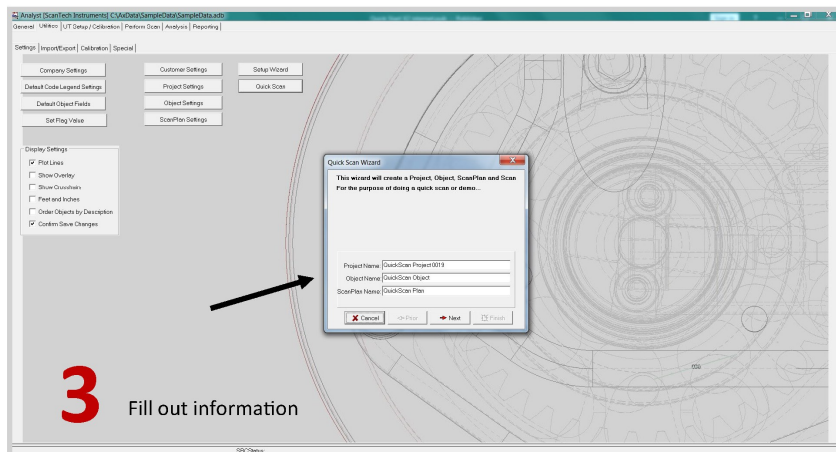 Analyst [ScanTech Instruments] C:\AxData\SampleData\SampleData.adb
General Utilities UT Setup / Calibration Perform Scan Analysis Reporting
Settings Import/Export Calibration Special
Company Settings Customer Settings Setup Wizard
Default Code Legend Settings Project Settings Quick Scan
Default Object Fields Object Settings
Set Flag Value ScanPlan Settings
Display Settings
Plot Lines
Show Overlay
Show Crosshairs
Feet and Inches
Order Objects by Description
Confirm Save Changes
Quick Scan Wizard
This wizard will create a Project, Object, ScanPlan and Scan
For the purpose of doing a quick scan or demo...
Project Name: QuickScan Project 0019
Object Name: QuickScan Object
ScanPlan Name: QuickScan Plan
Cancel Prior Next Finish
3 Fill out information
SBCStatus: